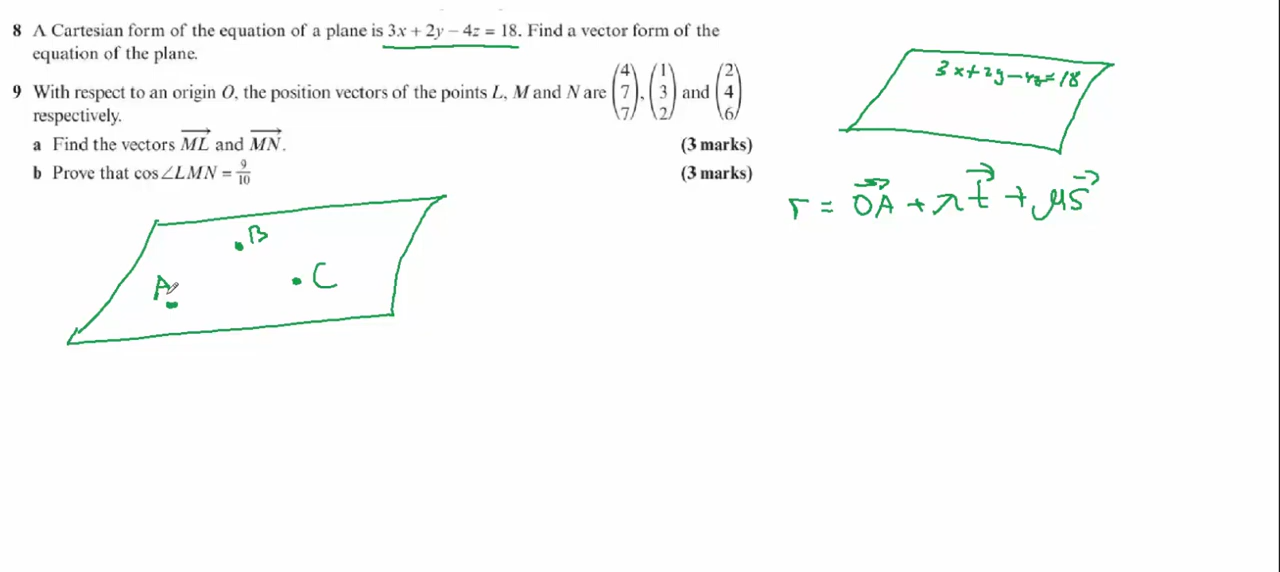 8 A Cartesian form of the equation of a plane is 3x + 2y − 4z = 18. Find a vector form of the
equation of the plane.
9 With respect to an origin O, the position vectors of the points L, M and N are (4 7 7), (1 3 2) and (2 4 6)
respectively.
a Find the vectors ML→ and MN→. (3 marks)
b Prove that cos∠LMN = 9/10 (3 marks)
3x+2y−4z=18
r = OA→ + λt→ + μs→
B
A
C